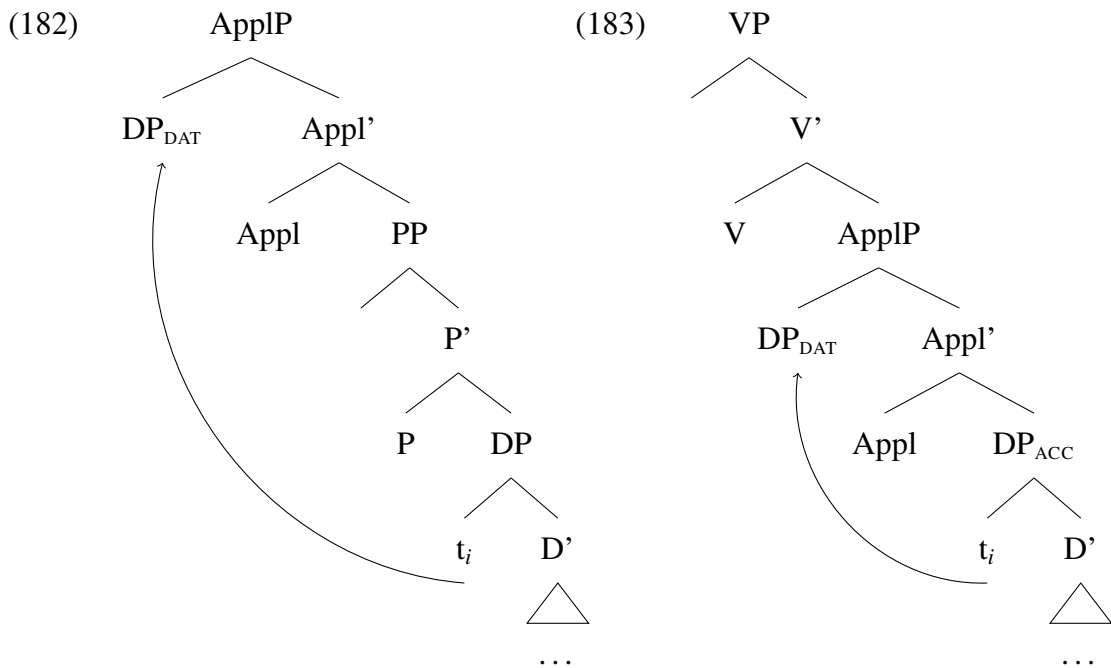 (182) ApplP (183) VP
DP_DAT Appl’ V’
Appl PP V ApplP
P’ DP_DAT Appl’
P DP Appl DP_ACC
t_i D’ t_i D’
... ...